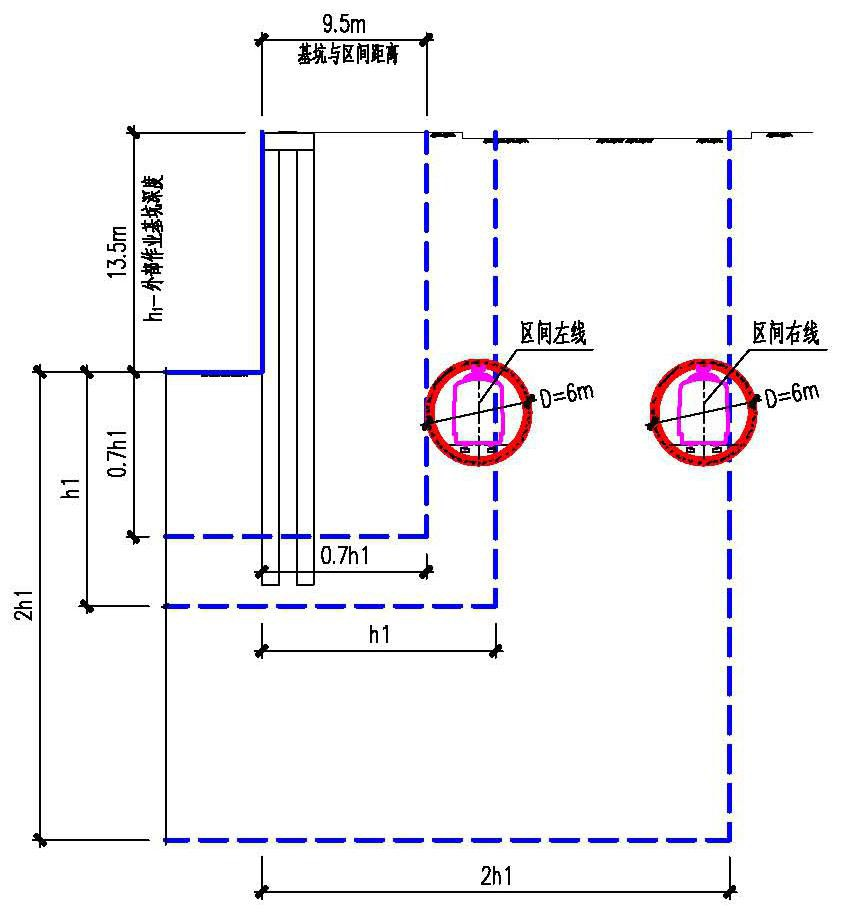 9.5m
基坑与区间距离
13.5m
h1—外部作业基坑深度
区间左线
区间右线
D=6m
D=6m
0.7h1
h1
2h1
0.7h1
h1
2h1